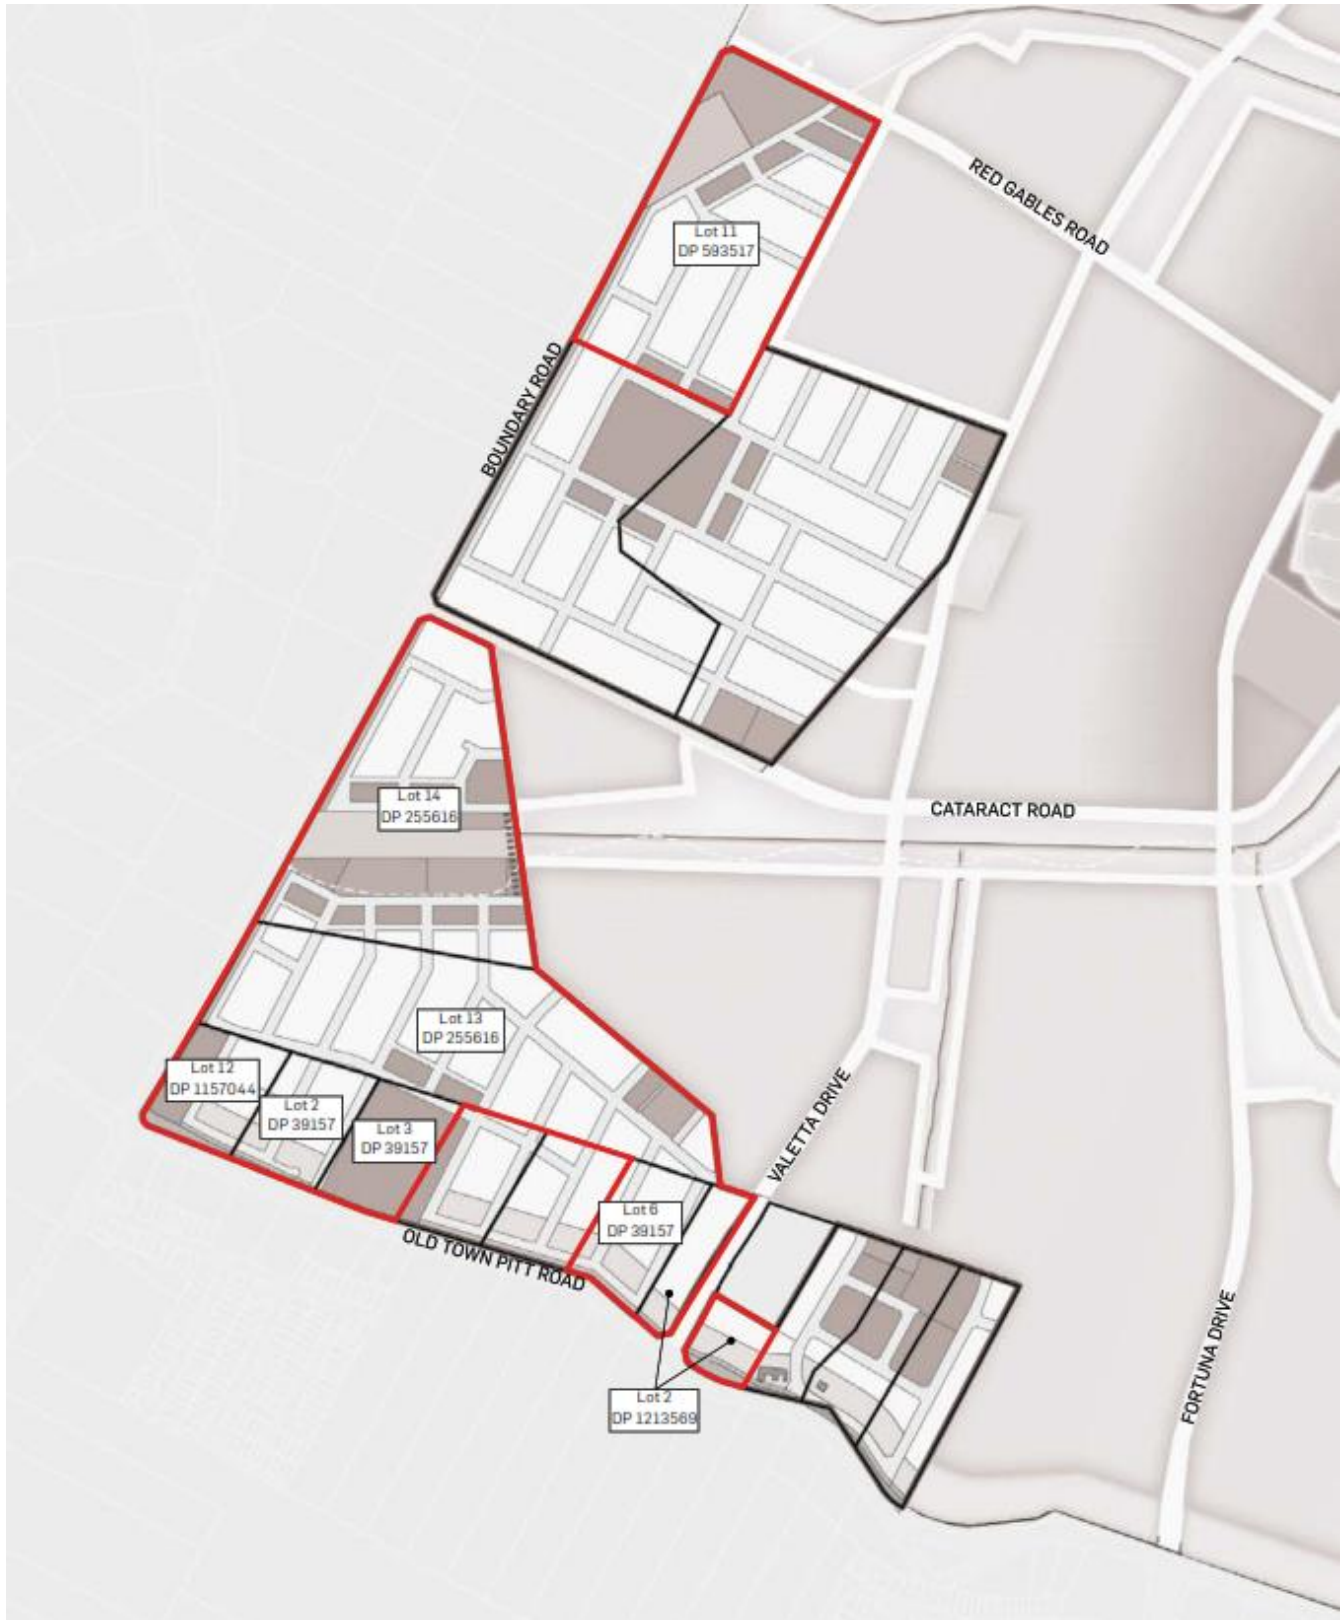 RED GABLES ROAD
Lot 11
DP 593517
BOUNDARY ROAD
Lot 14
DP 255616
CATARACT ROAD
Lot 13
DP 255616
Lot 12
DP 1157044
Lot 2
DP 39157
Lot 3
DP 39157
VALETTA DRIVE
Lot 6
DP 39157
OLD TOWN PITT ROAD
FORTUNA DRIVE
Lot 2
DP 1213569